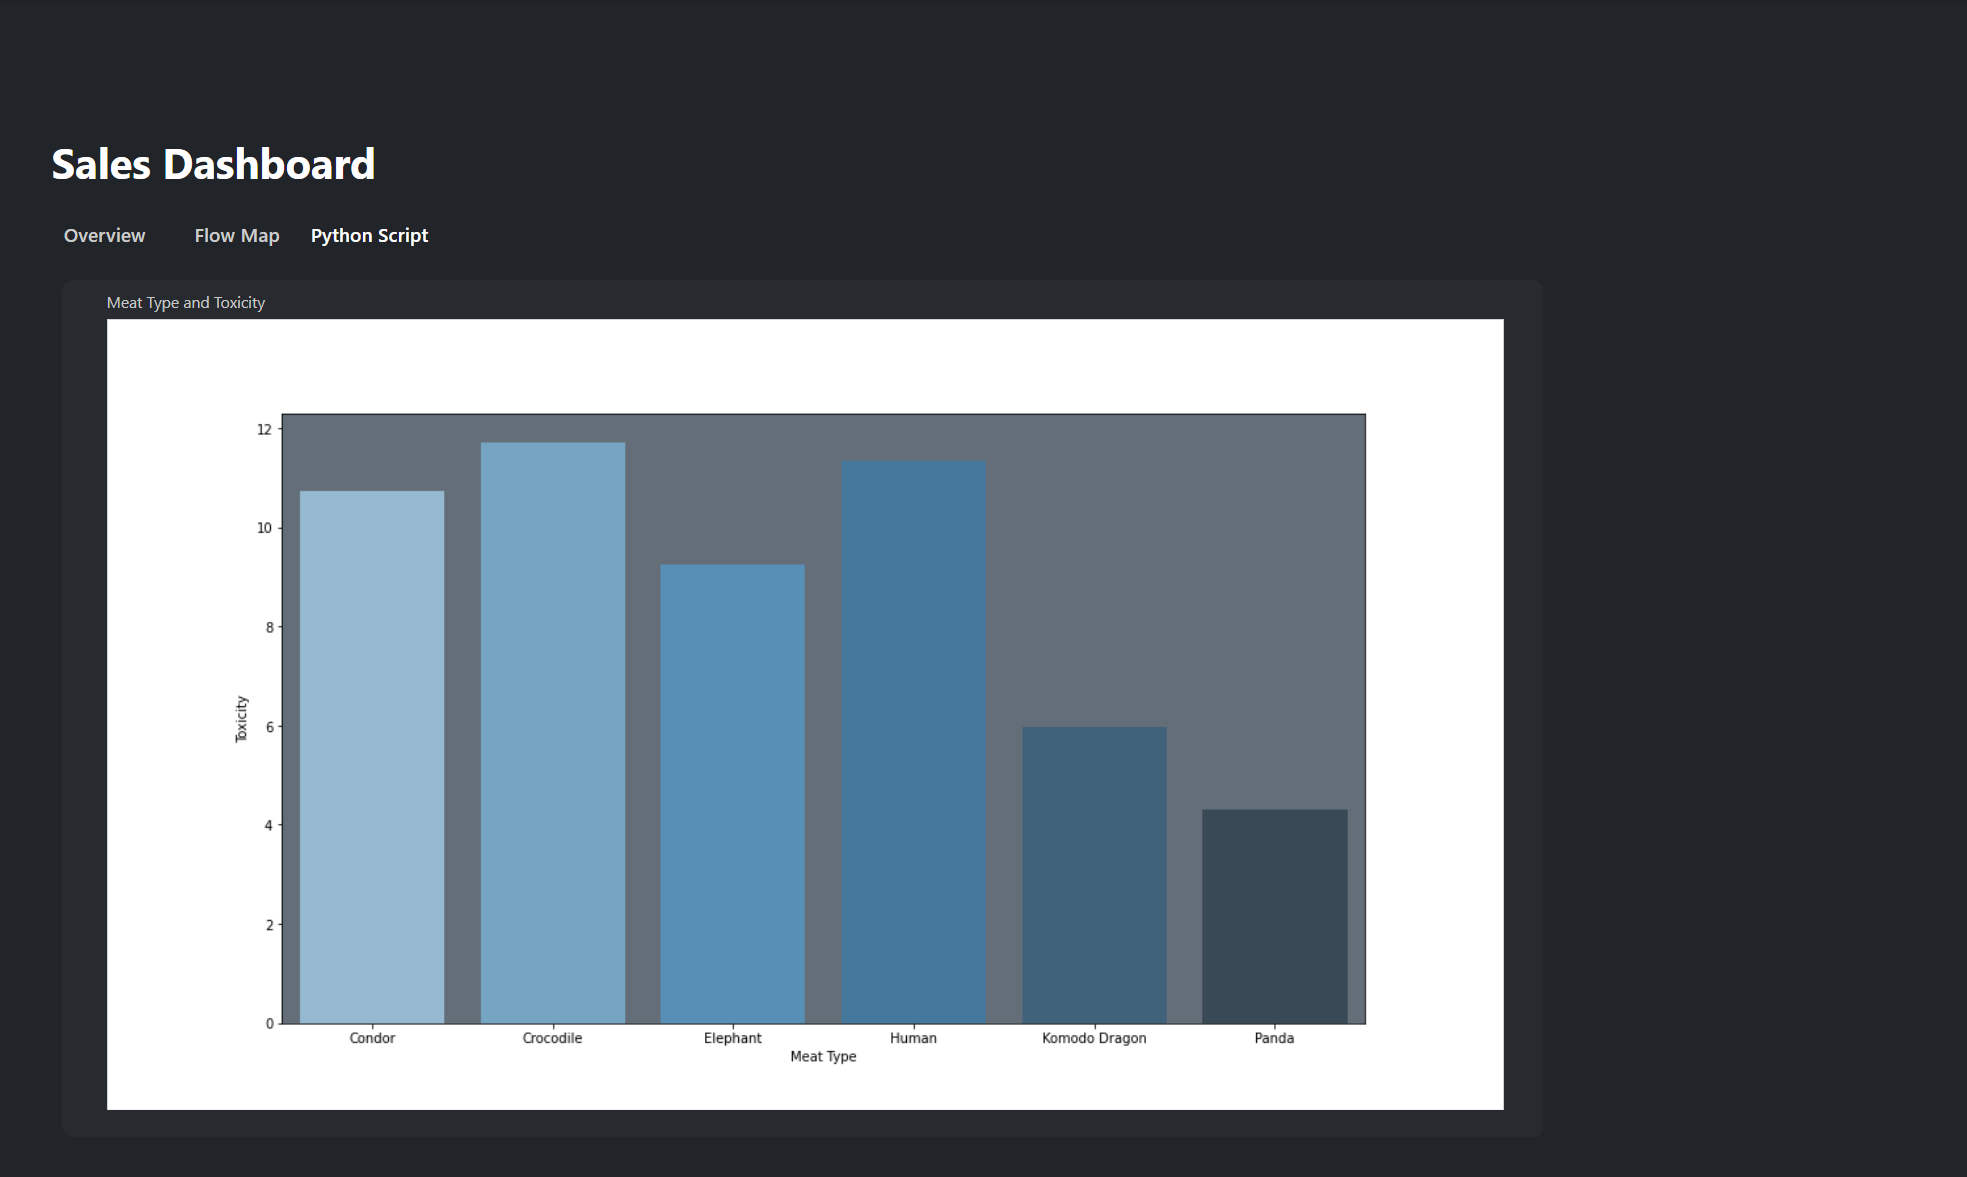 Sales Dashboard
Overview Flow Map Python Script
Meat Type and Toxicity
12
10
8
6
4
2
0
Toxicity
Condor Crocodile Elephant Human Komodo Dragon Panda
Meat Type